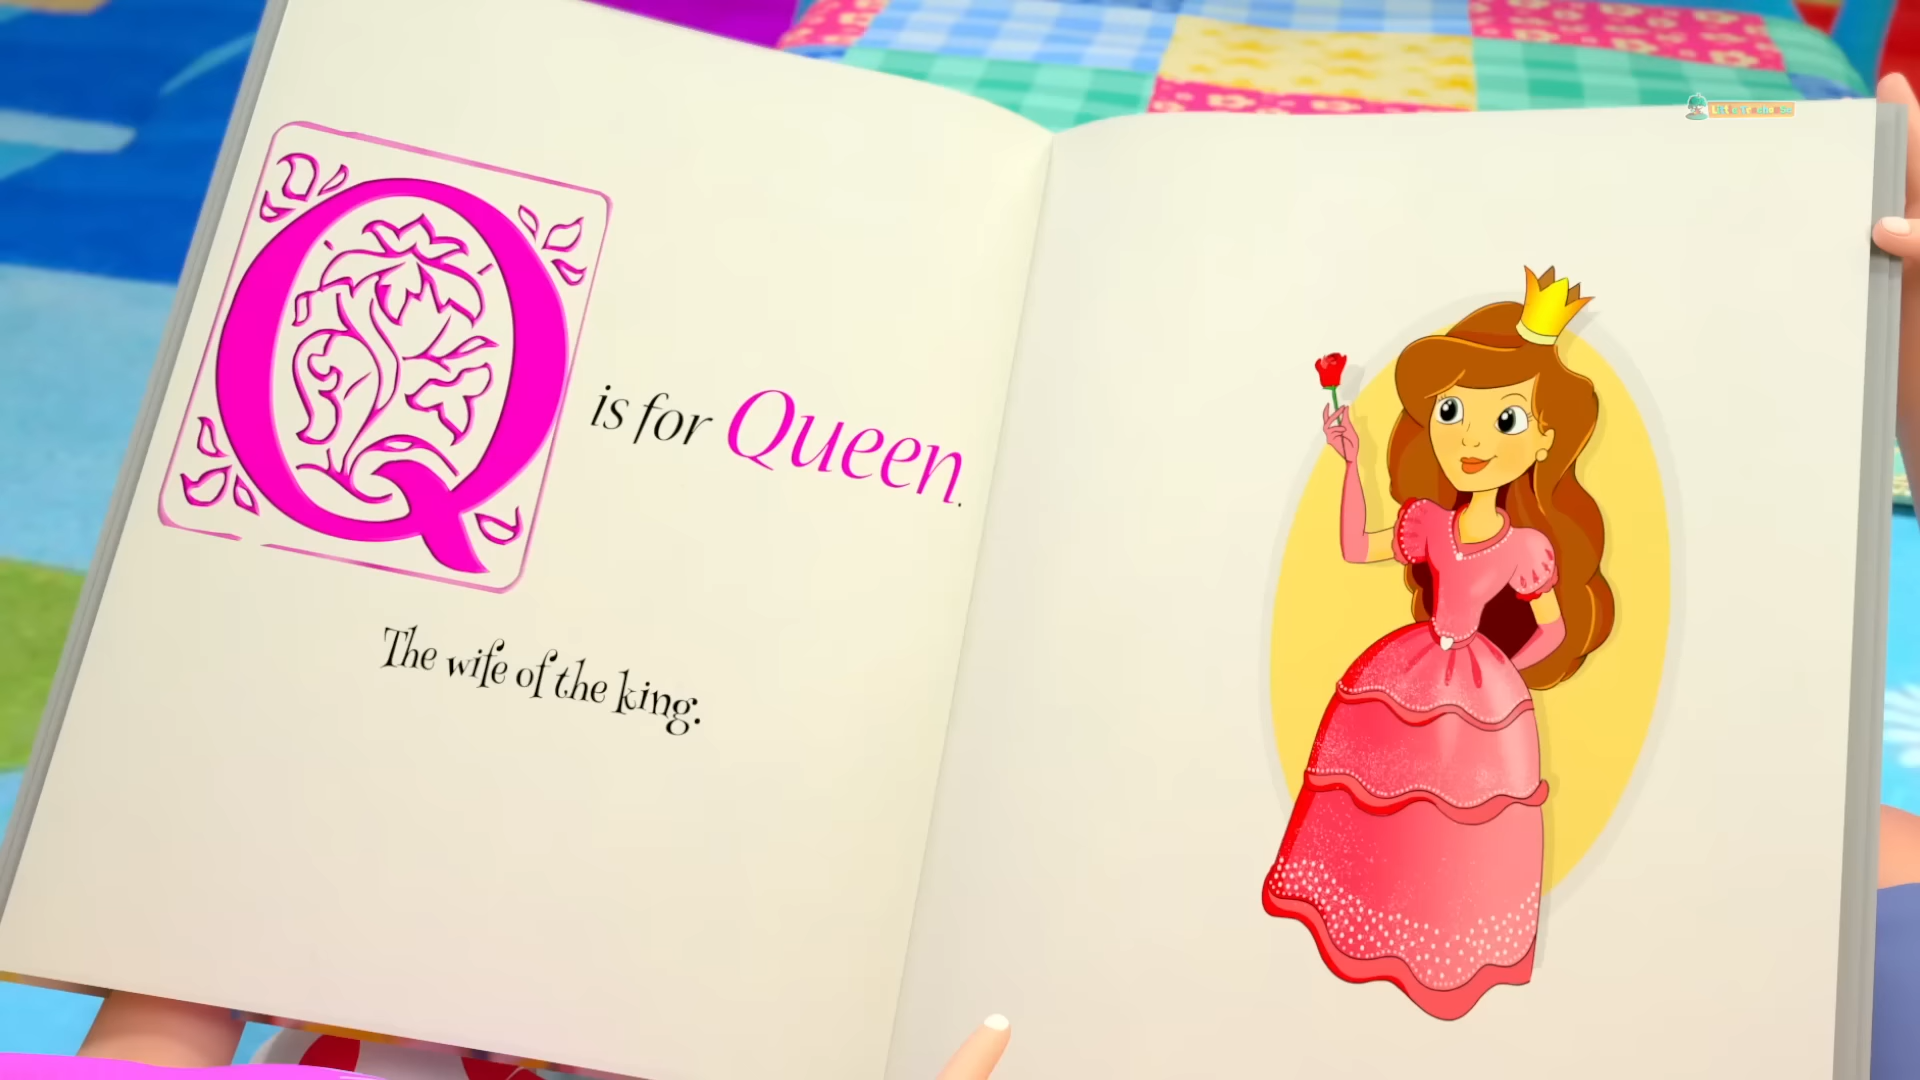 Q is for Queen.
The wife of the king.